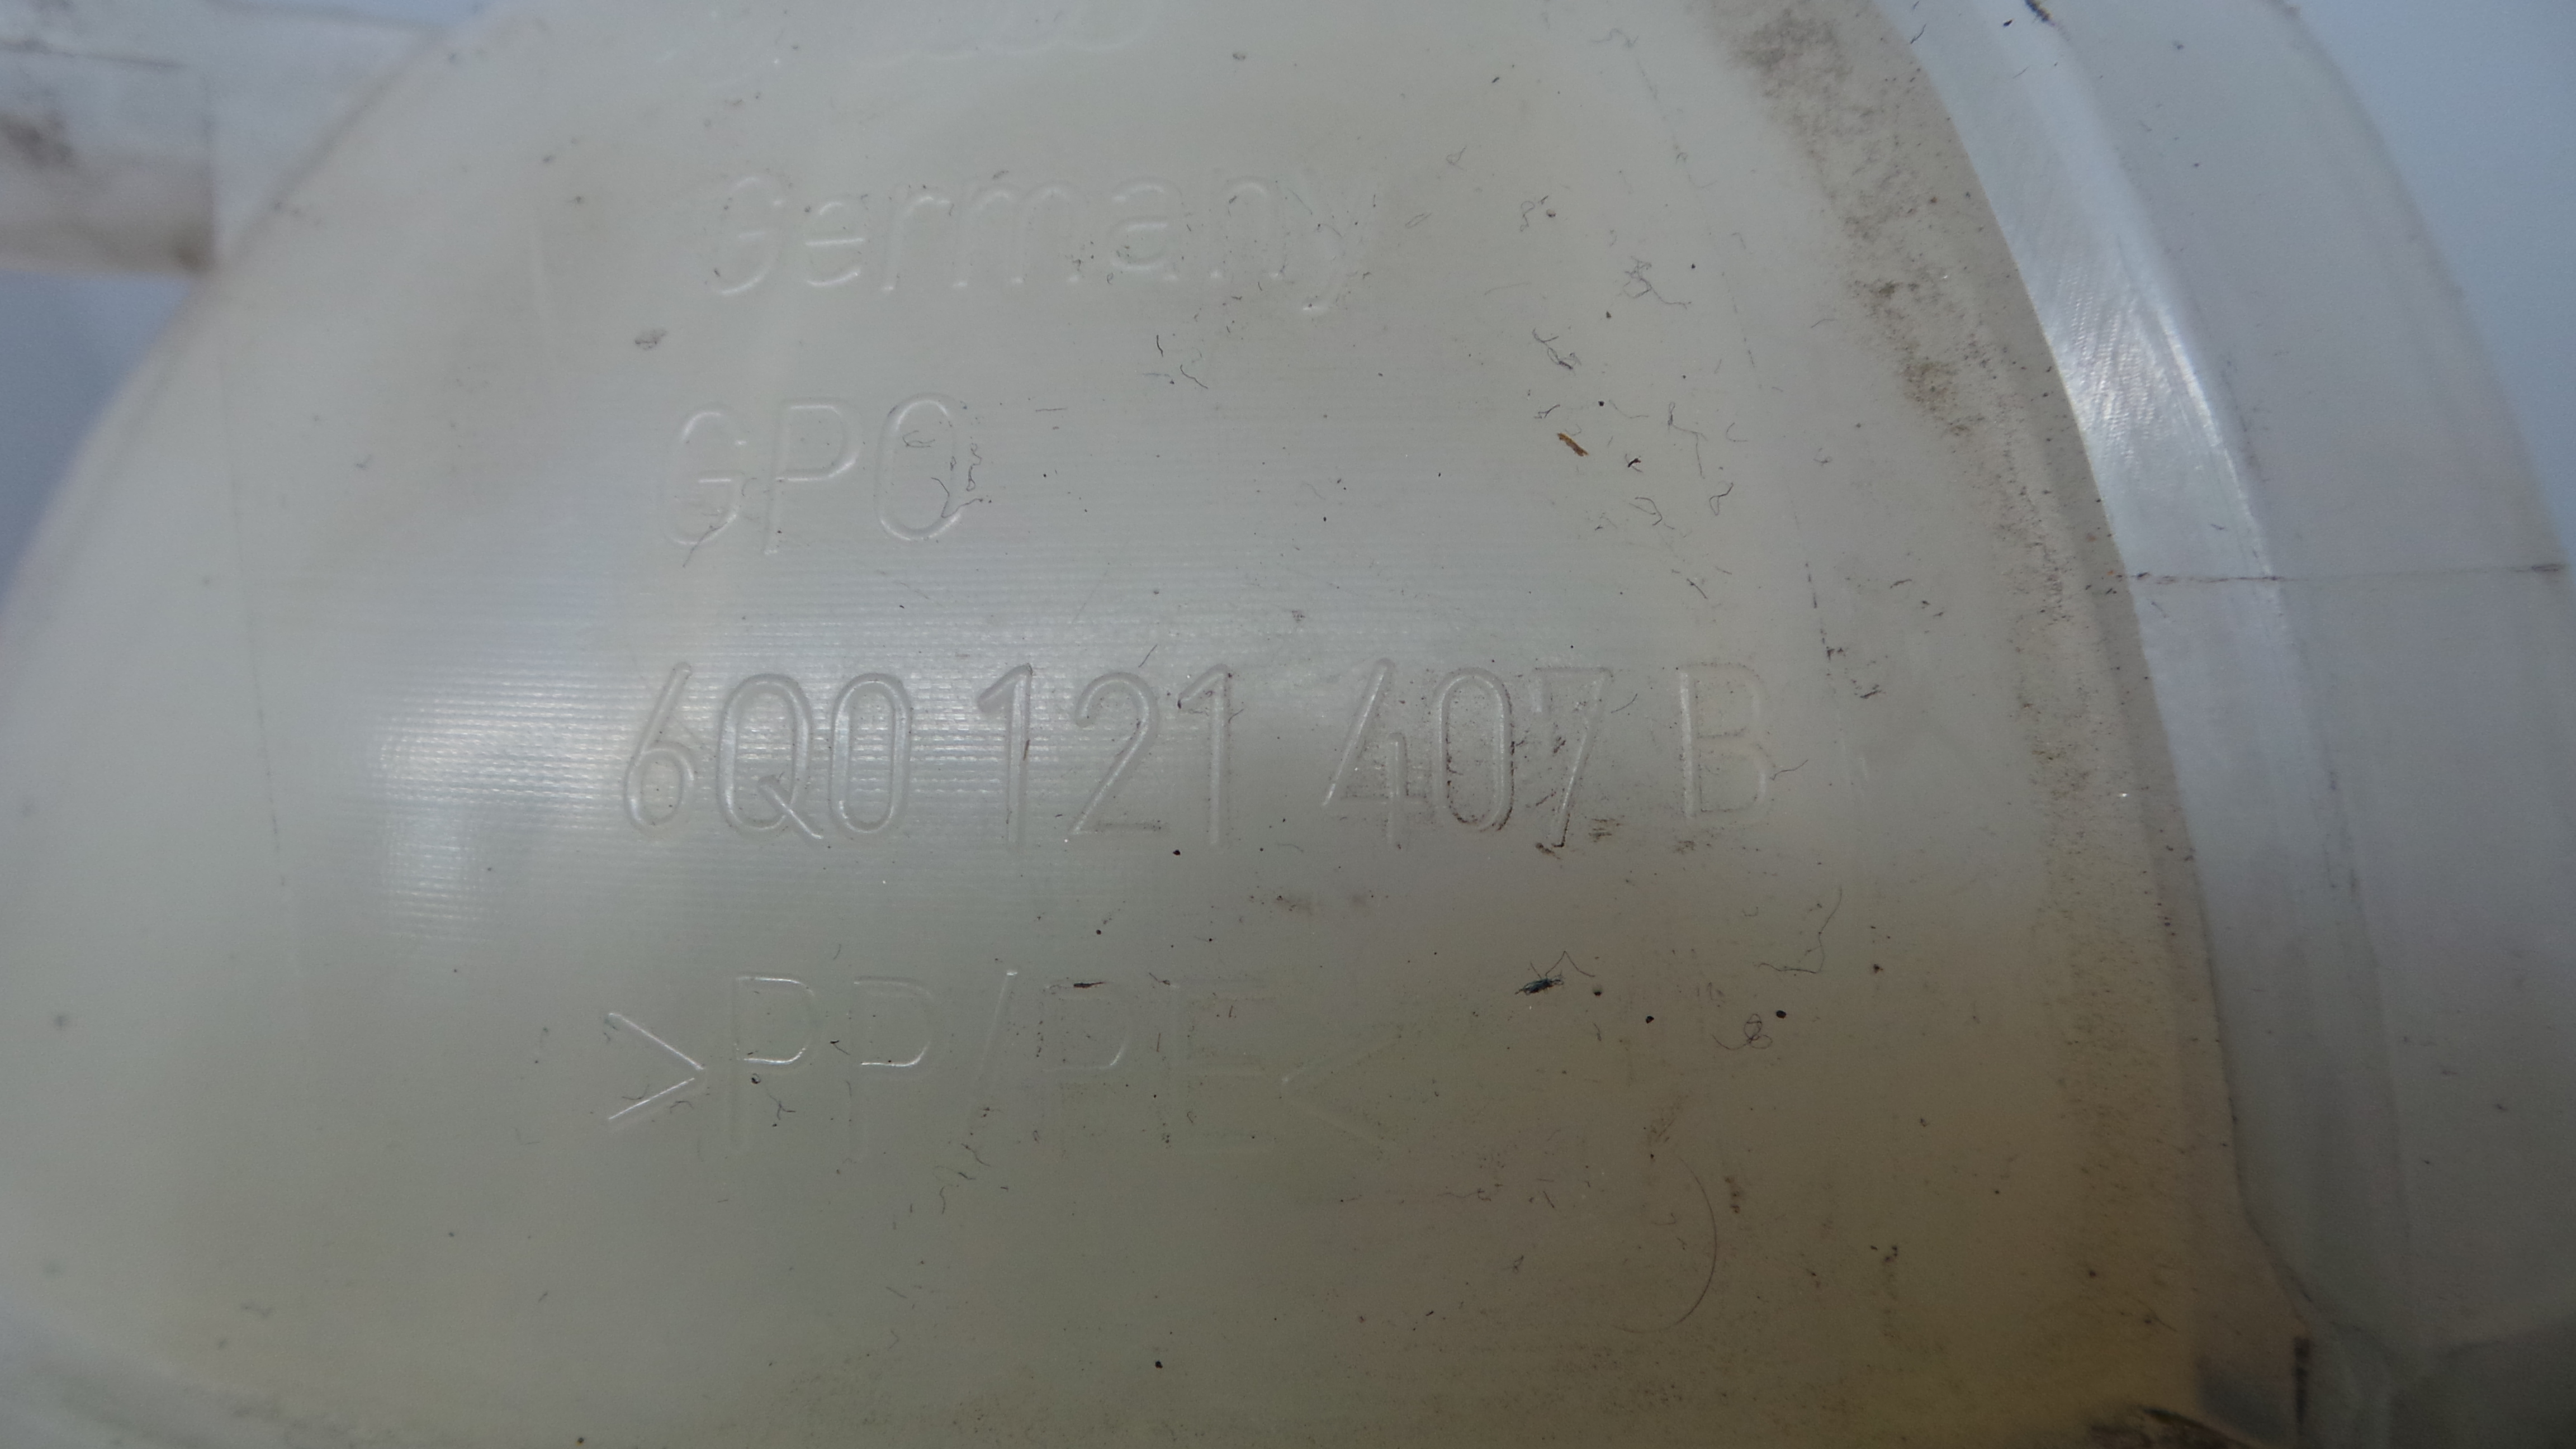 Germany
GPO
6Q0 121 407 B
>PP/PE<